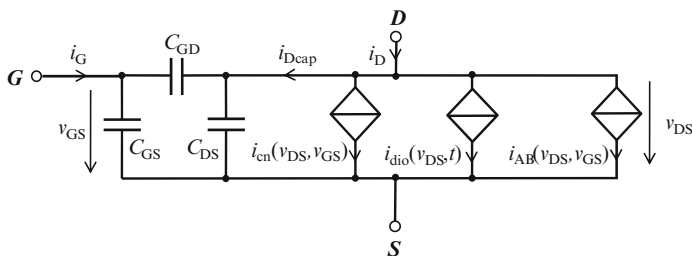 D
G
i_G
C_GD
i_Dcap
i_D
v_GS
C_GS
C_DS
i_cn(v_DS,v_GS)
i_dio(v_DS,t)
i_AB(v_DS,v_GS)
v_DS
S